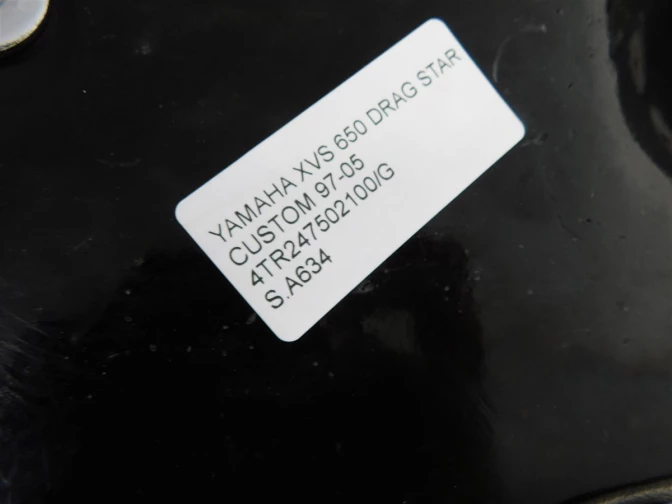 YAMAHA XVS 650 DRAG STAR
CUSTOM 97-05
4TR247502100/G
S.A634